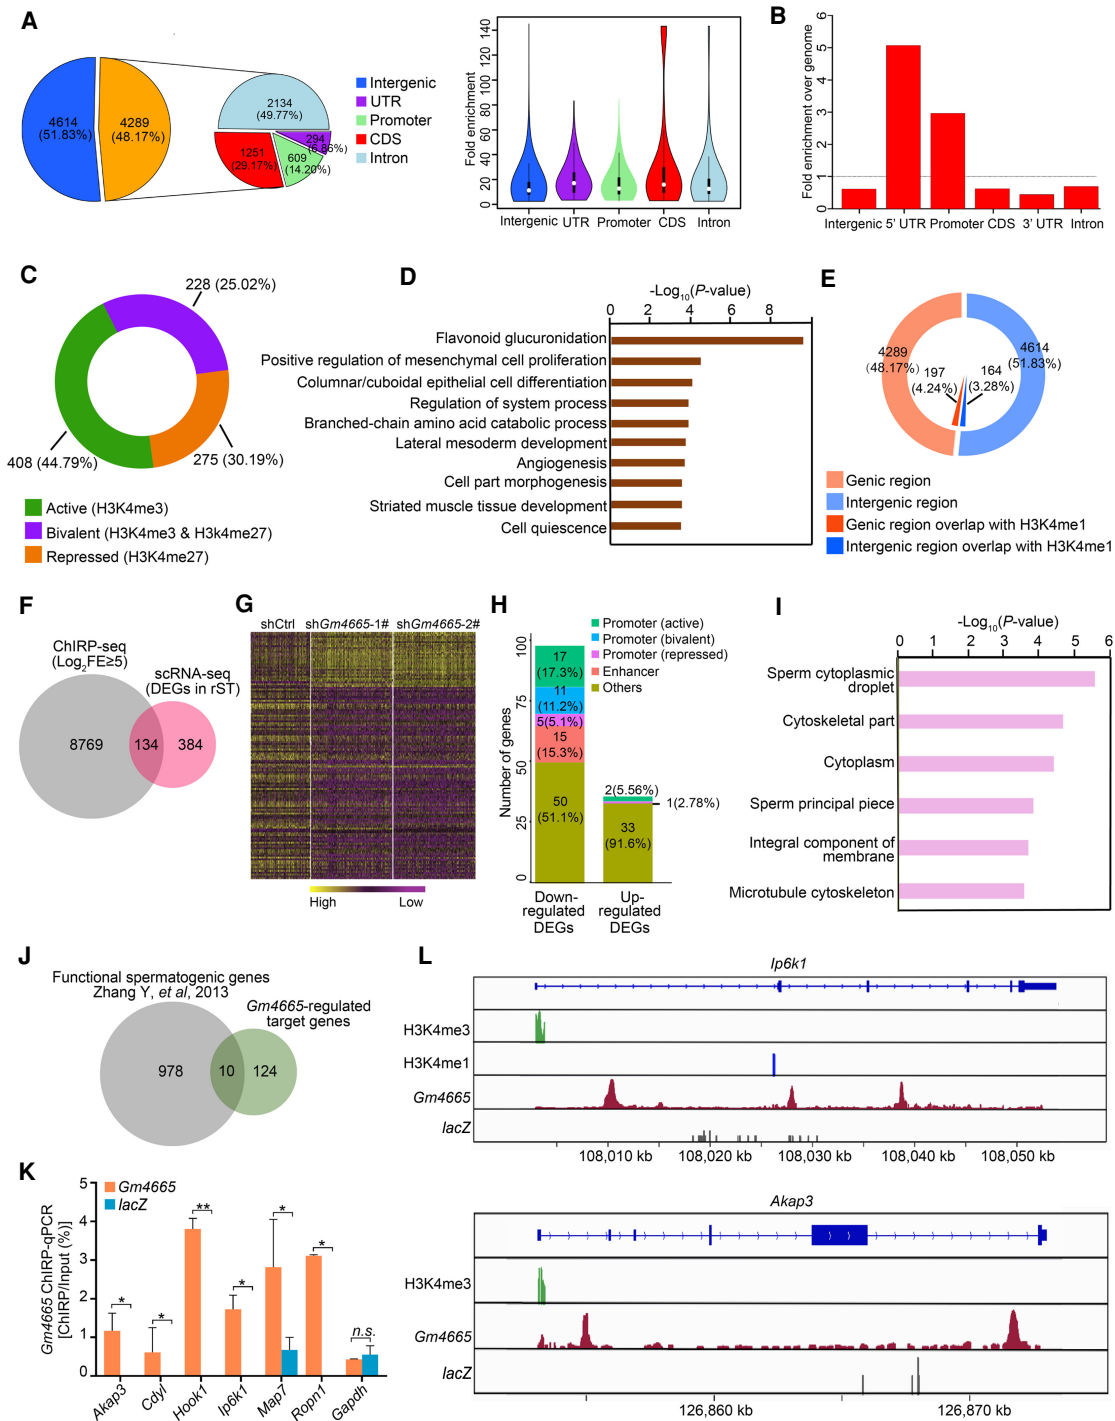 A
4614
(51.83%)
4289
(48.17%)
2134
(49.77%)
294
(6.86%)
1251
(29.17%)
609
(14.20%)
Intergenic
UTR
Promoter
CDS
Intron
Fold enrichment
0 20 40 60 80 100 120 140
Intergenic UTR Promoter CDS Intron
B
Fold enrichment over genome
0 1 2 3 4 5 6
Intergenic 5' UTR Promoter CDS 3' UTR Intron
C
228 (25.02%)
408 (44.79%)
275 (30.19%)
Active (H3K4me3)
Bivalent (H3K4me3 & H3k4me27)
Repressed (H3K4me27)
D
-Log10(P-value)
0 2 4 6 8
Flavonoid glucuronidation
Positive regulation of mesenchymal cell proliferation
Columnar/cuboidal epithelial cell differentiation
Regulation of system process
Branched-chain amino acid catabolic process
Lateral mesoderm development
Angiogenesis
Cell part morphogenesis
Striated muscle tissue development
Cell quiescence
E
4289
(48.17%)
4614
(51.83%)
197
(4.24%)
164
(3.28%)
Genic region
Intergenic region
Genic region overlap with H3K4me1
Intergenic region overlap with H3K4me1
F
ChIRP-seq
(Log2FE≥5)
scRNA-seq
(DEGs in rST)
8769
134
384
G
shCtrl shGm4665-1# shGm4665-2#
High Low
H
Promoter (active)
Promoter (bivalent)
Promoter (repressed)
Enhancer
Others
Number of genes
0 25 50 75 100
17
(17.3%)
11
(11.2%)
5(5.1%)
15
(15.3%)
50
(51.1%)
2(5.56%)
1(2.78%)
33
(91.6%)
Down-
regulated
DEGs
Up-
regulated
DEGs
I
-Log10(P-value)
0 1 2 3 4 5 6
Sperm cytoplasmic
droplet
Cytoskeletal part
Cytoplasm
Sperm principal piece
Integral component of
membrane
Microtubule cytoskeleton
J
Functional spermatogenic genes
Zhang Y, et al, 2013
Gm4665-regulated
target genes
978
10
124
K
Gm4665 ChIRP-qPCR
[ChIRP/Input (%)]
0 1 2 3 4 5
Gm4665
lacZ
*
*
**
*
*
*
n.s.
Akap3 Cdyl Hook1 Ip6k1 Map7 Ropn1 Gapdh
L
Ip6k1
H3K4me3
H3K4me1
Gm4665
lacZ
108,010 kb 108,020 kb 108,030 kb 108,040 kb 108,050 kb
Akap3
H3K4me3
Gm4665
lacZ
126,860 kb 126,870 kb